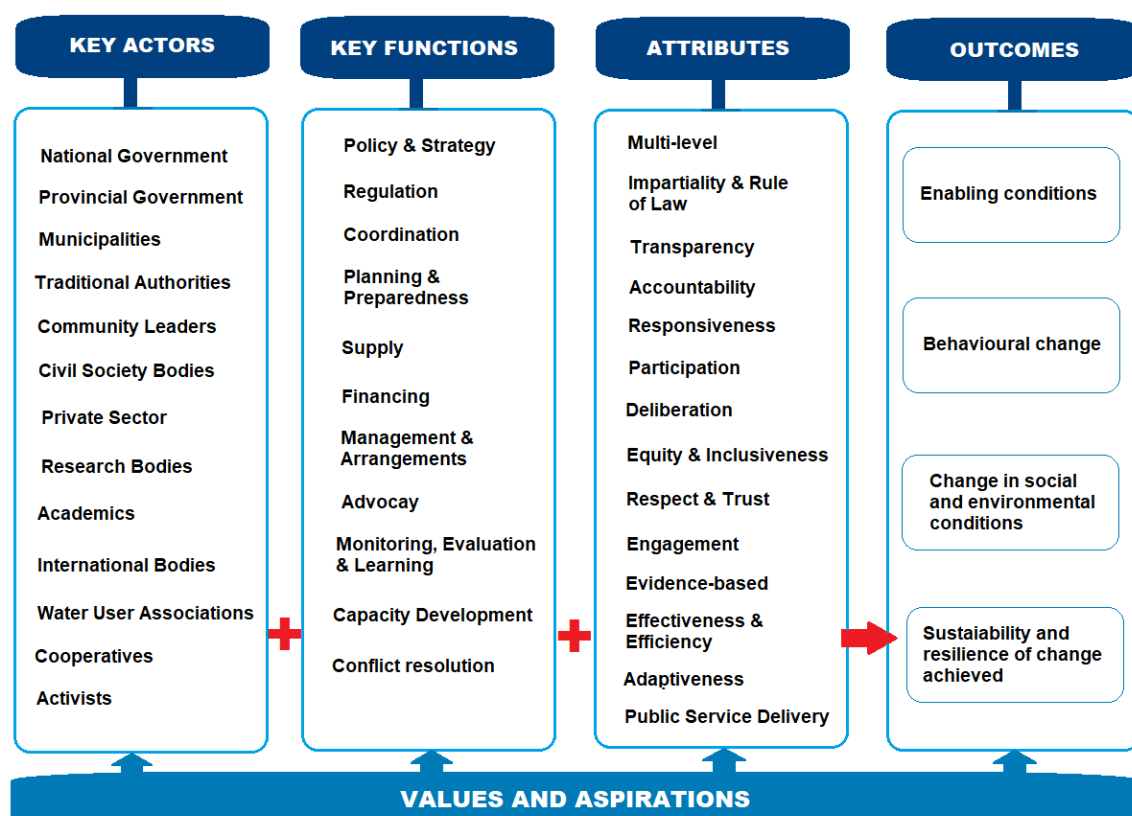 KEY ACTORS
National Government
Provincial Government
Municipalities
Traditional Authorities
Community Leaders
Civil Society Bodies
Private Sector
Research Bodies
Academics
International Bodies
Water User Associations
Cooperatives
Activists
KEY FUNCTIONS
Policy & Strategy
Regulation
Coordination
Planning &
Preparedness
Supply
Financing
Management &
Arrangements
Advocay
Monitoring, Evaluation
& Learning
Capacity Development
Conflict resolution
ATTRIBUTES
Multi-level
Impartiality & Rule
of Law
Transparency
Accountability
Responsiveness
Participation
Deliberation
Equity & Inclusiveness
Respect & Trust
Engagement
Evidence-based
Effectiveness &
Efficiency
Adaptiveness
Public Service Delivery
OUTCOMES
Enabling conditions
Behavioural change
Change in social
and environmental
conditions
Sustaiability and
resilience of change
achieved
VALUES AND ASPIRATIONS